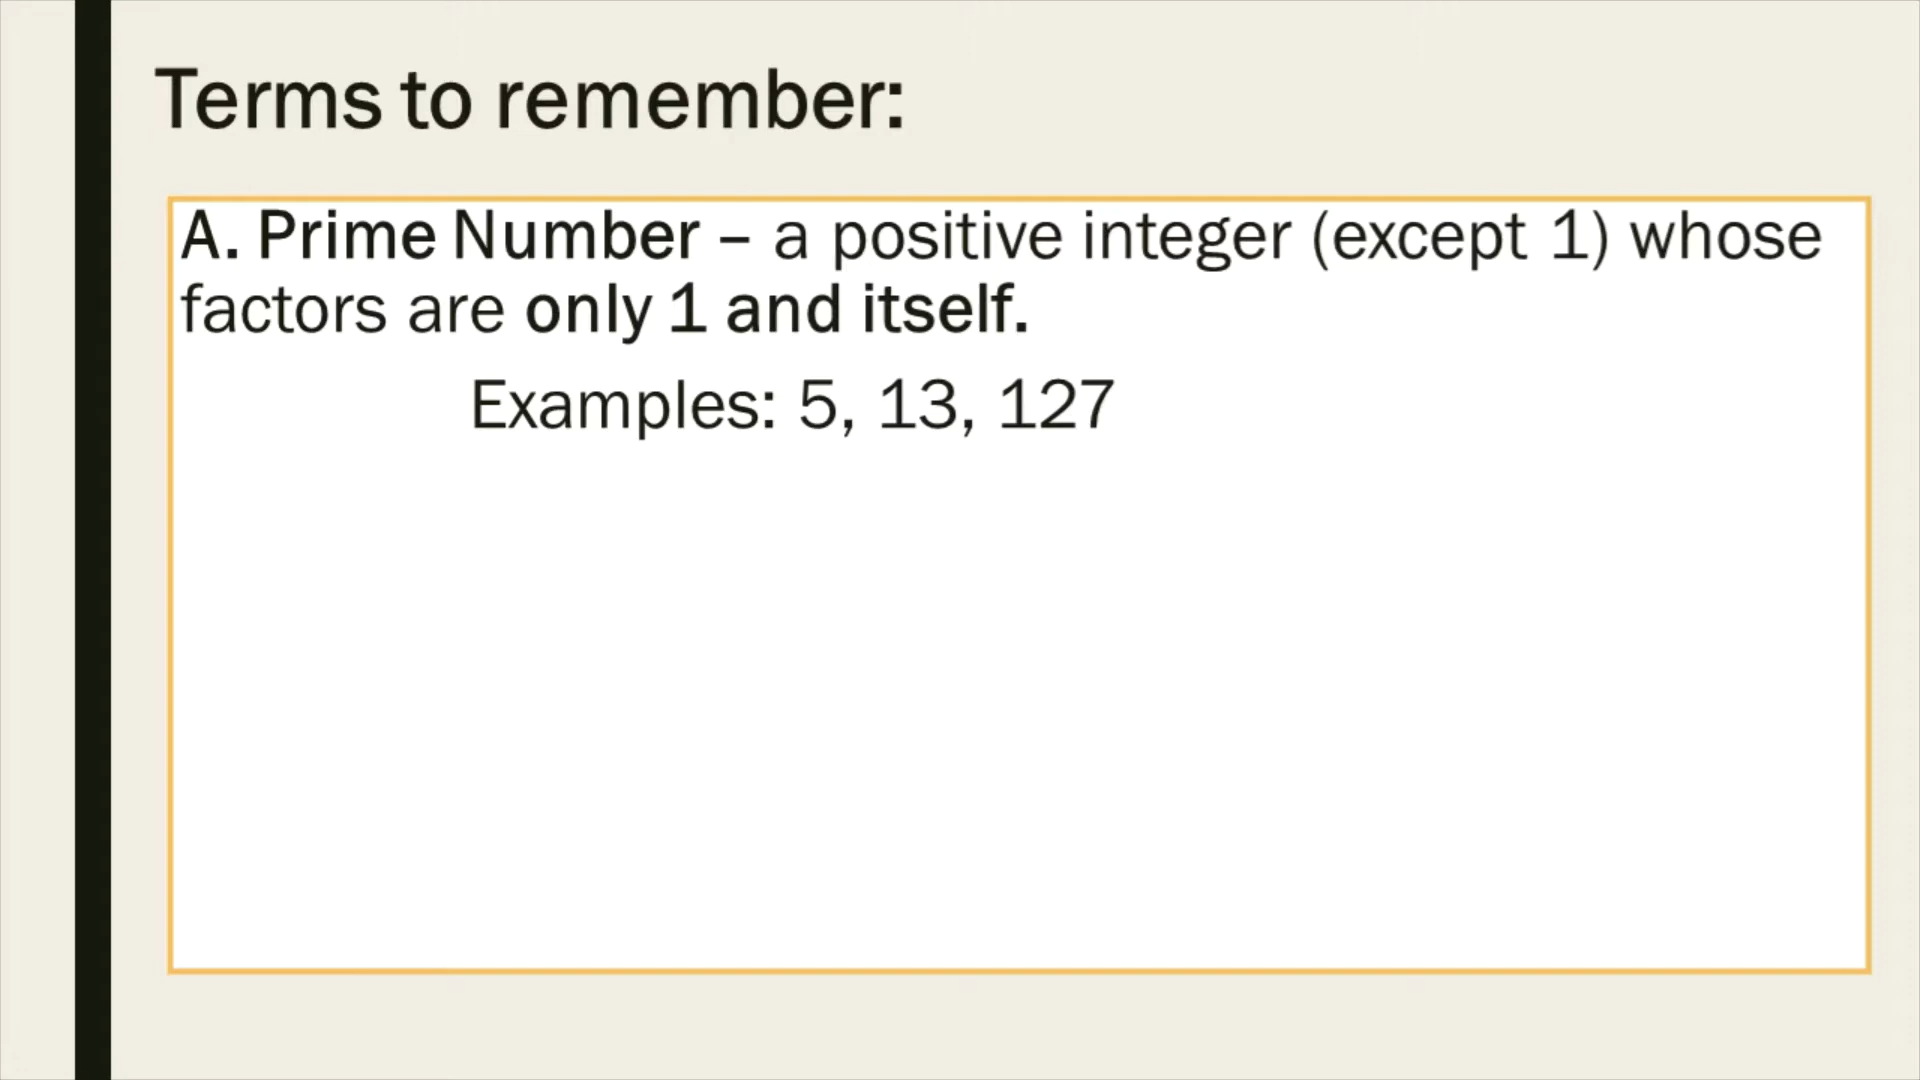 Terms to remember:
A. Prime Number – a positive integer (except 1) whose
factors are only 1 and itself.
Examples: 5, 13, 127